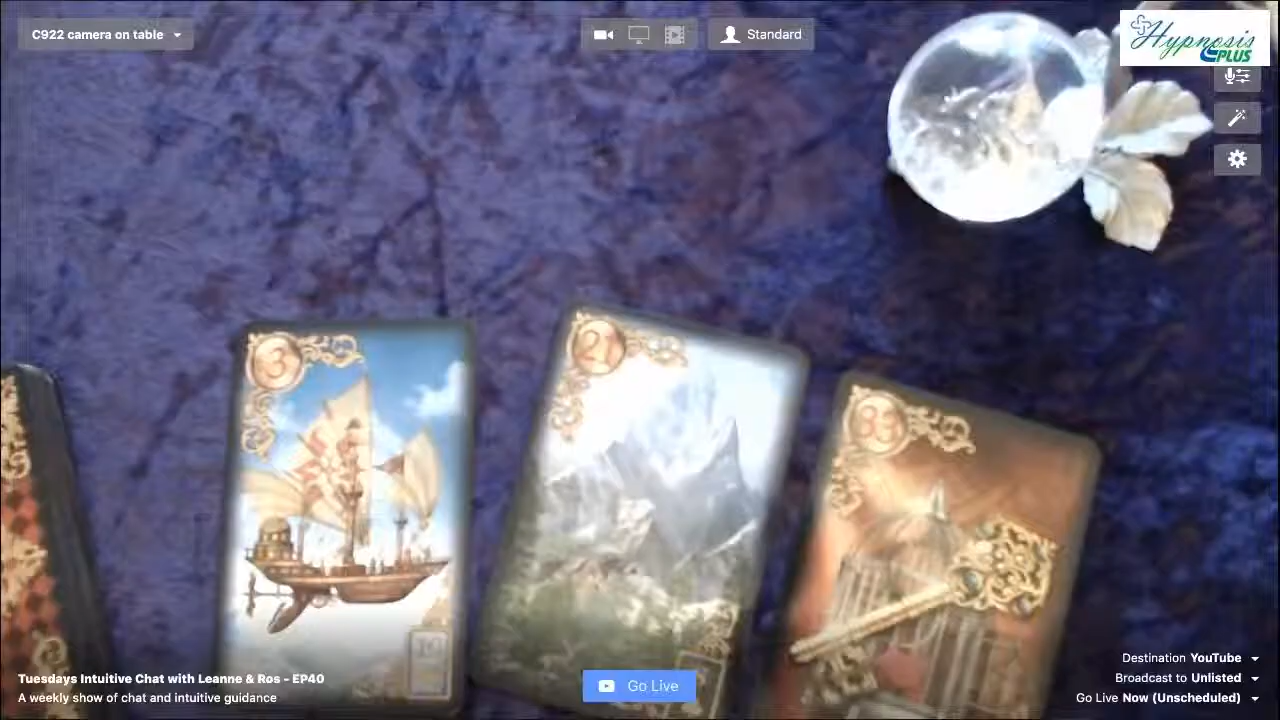 C922 camera on table
Standard
Hypnosis
PLUS
3
21
33
10
Tuesdays Intuitive Chat with Leanne & Ros - EP40
A weekly show of chat and intuitive guidance
Go Live
Destination YouTube
Broadcast to Unlisted
Go Live Now (Unscheduled)